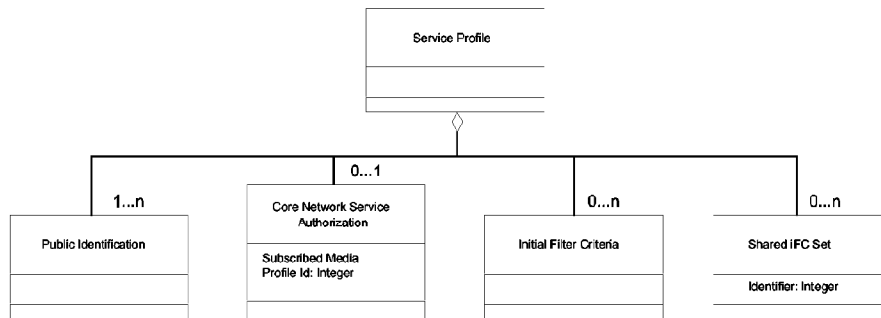 Service Profile
1...n
0...1
0...n
0...n
Public Identification
Core Network Service
Authorization
Subscribed Media
Profile Id: Integer
Initial Filter Criteria
Shared iFC Set
Identifier: Integer